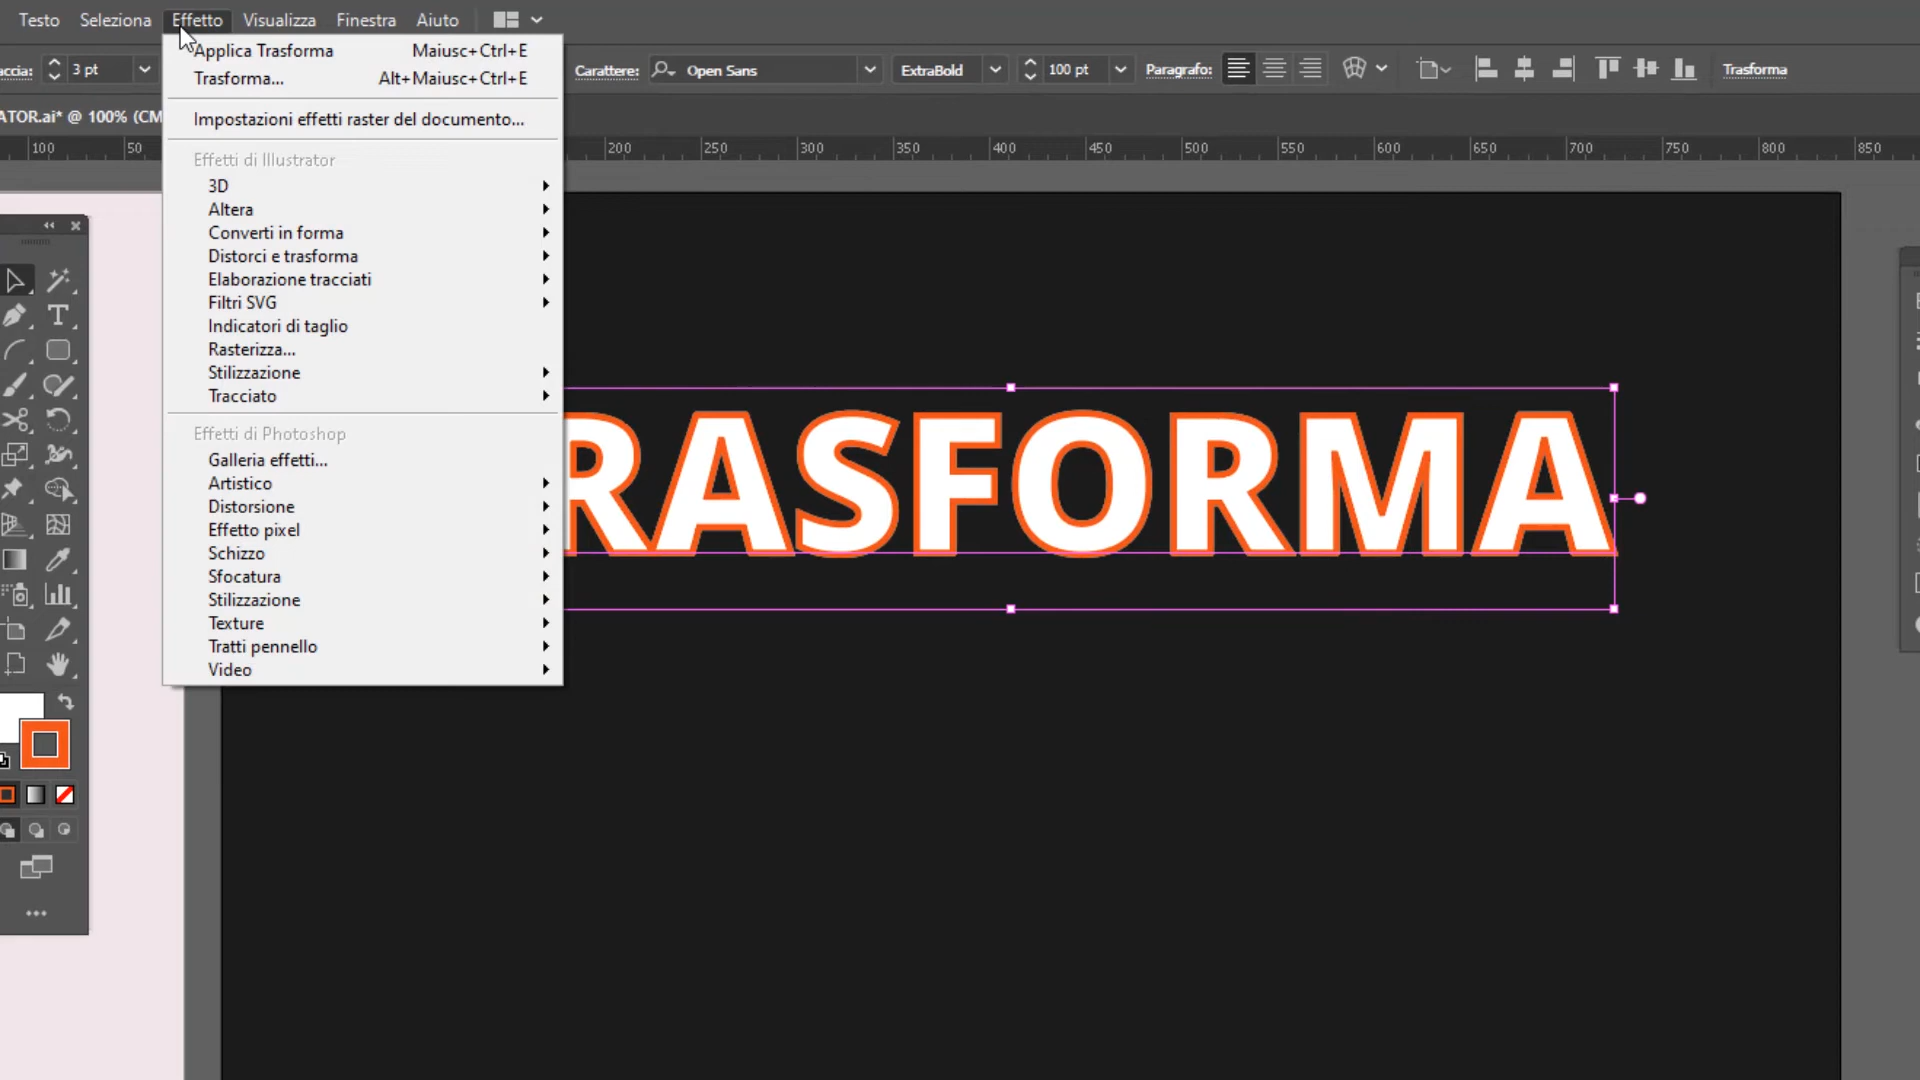 Testo Seleziona Effetto Visualizza Finestra Aiuto
accia: 3 pt Carattere: Open Sans ExtraBold 100 pt Paragrafo: Trasforma
ATOR.ai* @ 100% (CM
100 50 200 250 300 350 400 450 500 550 600 650 700 750 800 850
Applica Trasforma Maiusc+Ctrl+E
Trasforma... Alt+Maiusc+Ctrl+E
Impostazioni effetti raster del documento...
Effetti di Illustrator
3D
Altera
Converti in forma
Distorci e trasforma
Elaborazione tracciati
Filtri SVG
Indicatori di taglio
Rasterizza...
Stilizzazione
Tracciato
Effetti di Photoshop
Galleria effetti...
Artistico
Distorsione
Effetto pixel
Schizzo
Sfocatura
Stilizzazione
Texture
Tratti pennello
Video
RASFORMA